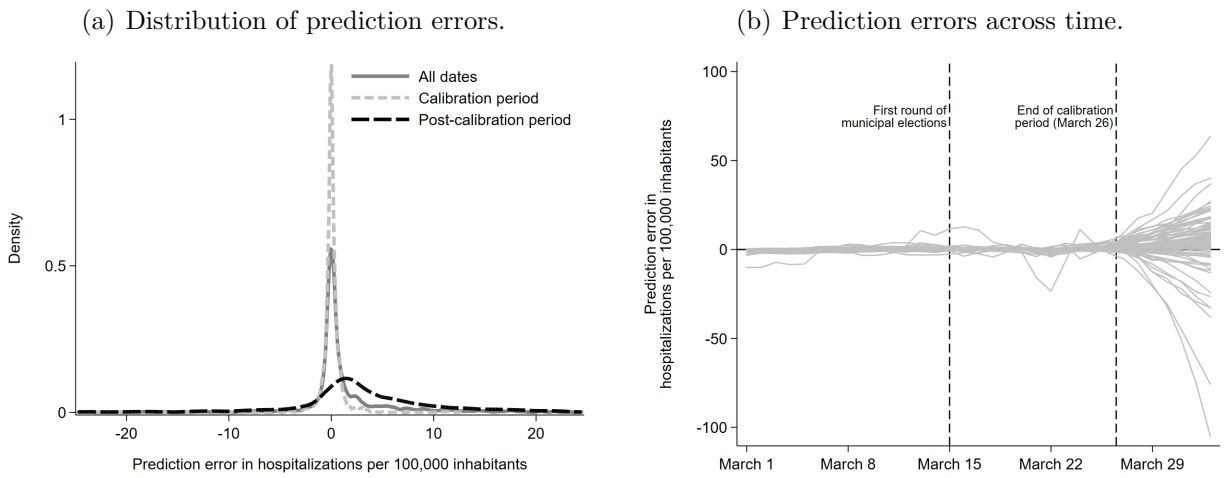 (a) Distribution of prediction errors.
All dates
Calibration period
Post-calibration period
Density
1
0.5
0
-20
-10
0
10
20
Prediction error in hospitalizations per 100,000 inhabitants
(b) Prediction errors across time.
Prediction error in
hospitalizations per 100,000 inhabitants
100
50
0
-50
-100
First round of
municipal elections
End of calibration
period (March 26)
March 1
March 8
March 15
March 22
March 29